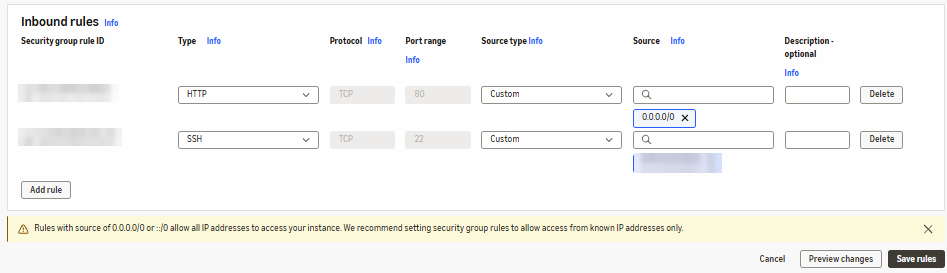 Inbound rules Info
Security group rule ID Type Info Protocol Info Port range Info Source type Info Source Info Description - optional Info
HTTP TCP 80 Custom Delete
0.0.0.0/0
SSH TCP 22 Custom Delete
Add rule
Rules with source of 0.0.0.0/0 or ::/0 allow all IP addresses to access your instance. We recommend setting security group rules to allow access from known IP addresses only.
Cancel Preview changes Save rules